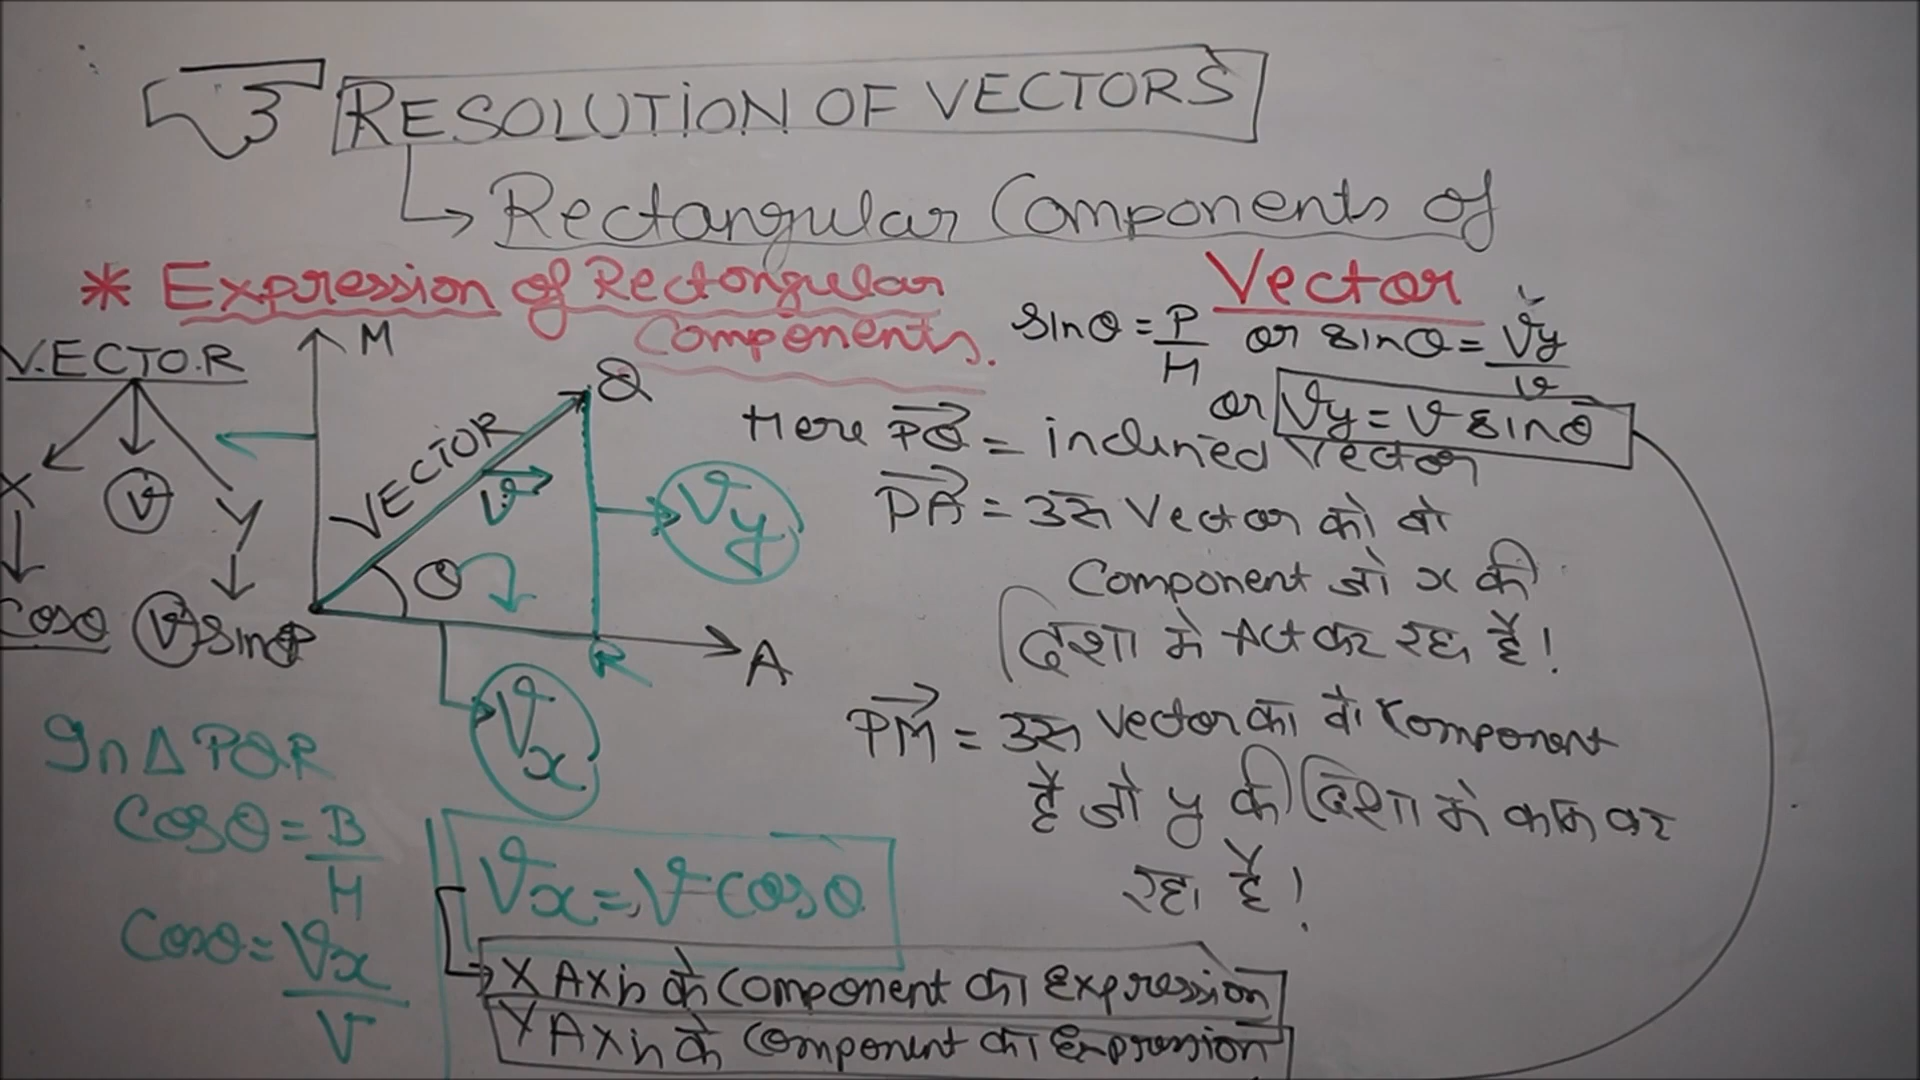 RESOLUTION OF VECTORS
Rectangular Components of
Vector
* Expression of Rectongular
Components.
sinθ = P/H or sinθ = Vy/v
or Vy = v sinθ
VECTOR
X V Y
cosθ V sinθ
M
Q
VECTOR
V
θ
Vy
R
A
Vx
Here PQ = inclined Vector
PA = उस Vector को वो
Component जो x की
दिशा मे Act कर रहा है!
PM = उस vector का वो component
है जो y की दिशा मे काम कर
रहा है!
In Δ PQR
Cosθ = B/H
Cosθ = Vx/V
Vx = V cosθ
X Axis के Component का Expression
Y Axis के Component का Expression